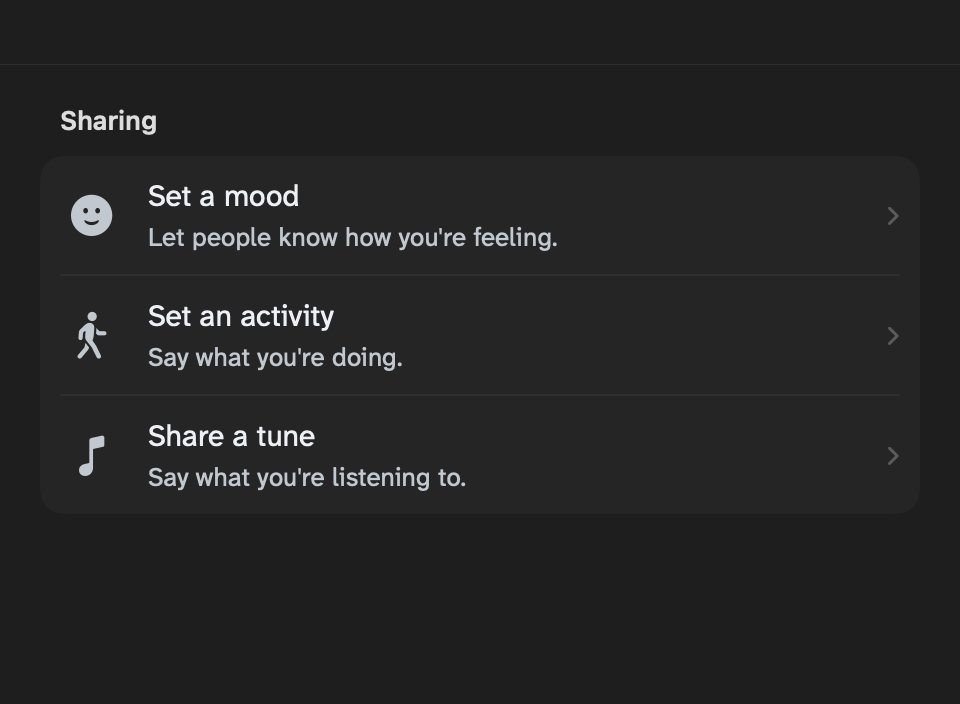 Sharing
Set a mood
Let people know how you're feeling.
Set an activity
Say what you're doing.
Share a tune
Say what you're listening to.